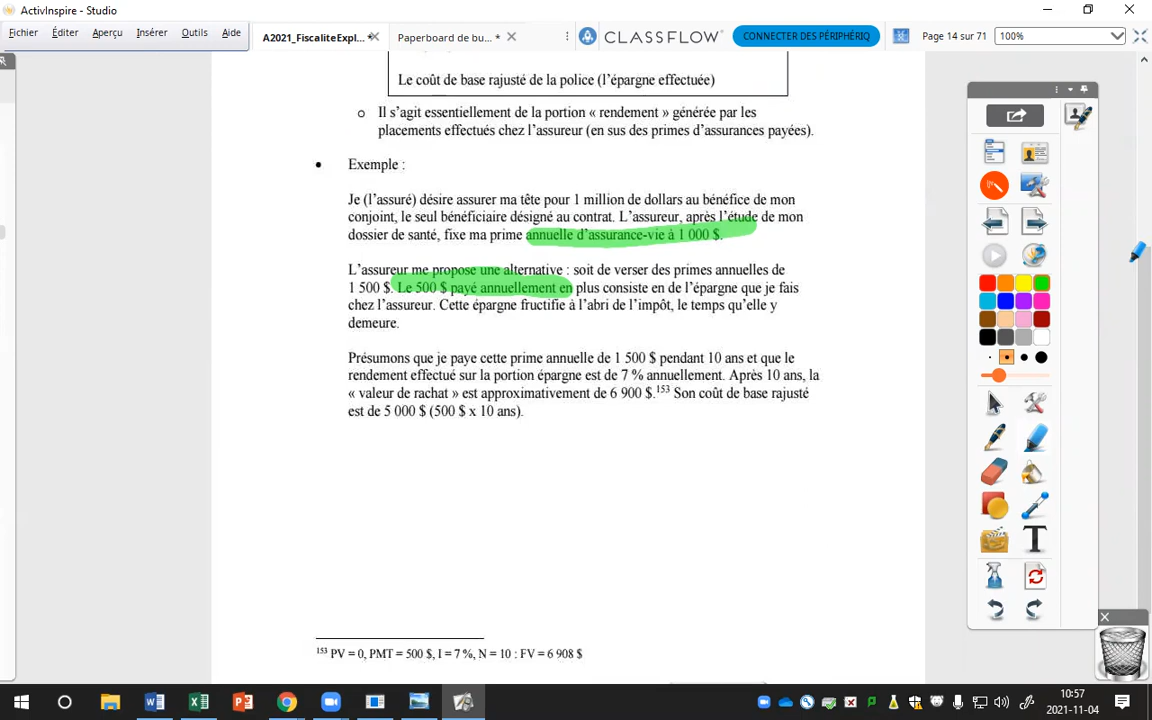 ActivInspire - Studio
Fichier Éditer Aperçu Insérer Outils Aide
A2021_FiscaliteExpl...
Paperboard de bu... *
CLASSFLOW
CONNECTER DES PÉRIPHÉRIQ
Page 14 sur 71
100%
Le coût de base rajusté de la police (l'épargne effectuée)
o Il s'agit essentiellement de la portion « rendement » générée par les
placements effectués chez l'assureur (en sus des primes d'assurances payées).
• Exemple :
Je (l'assuré) désire assurer ma tête pour 1 million de dollars au bénéfice de mon
conjoint, le seul bénéficiaire désigné au contrat. L'assureur, après l'étude de mon
dossier de santé, fixe ma prime annuelle d'assurance-vie à 1 000 $.
L'assureur me propose une alternative : soit de verser des primes annuelles de
1 500 $. Le 500 $ payé annuellement en plus consiste en de l'épargne que je fais
chez l'assureur. Cette épargne fructifie à l'abri de l'impôt, le temps qu'elle y
demeure.
Présumons que je paye cette prime annuelle de 1 500 $ pendant 10 ans et que le
rendement effectué sur la portion épargne est de 7 % annuellement. Après 10 ans, la
« valeur de rachat » est approximativement de 6 900 $.153 Son coût de base rajusté
est de 5 000 $ (500 $ x 10 ans).
153 PV = 0, PMT = 500 $, I = 7 %, N = 10 : FV = 6 908 $
10:57
2021-11-04